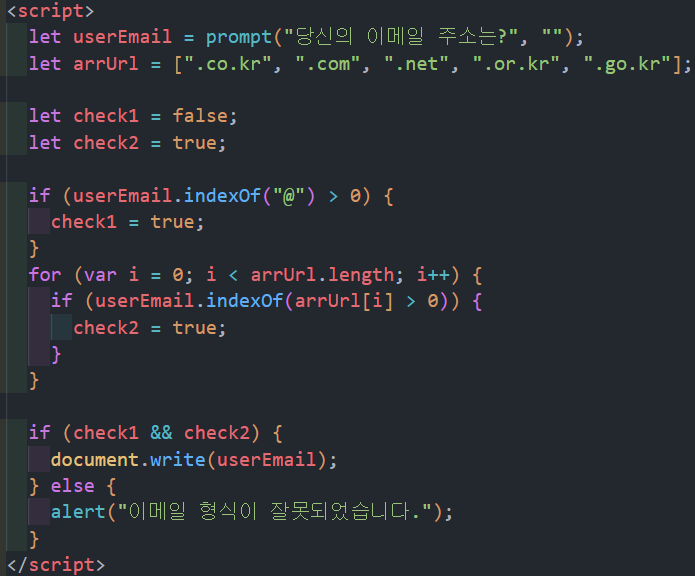 <script>
let userEmail = prompt("당신의 이메일 주소는?", "");
let arrUrl = [".co.kr", ".com", ".net", ".or.kr", ".go.kr"];
let check1 = false;
let check2 = true;
if (userEmail.indexOf("@") > 0) {
check1 = true;
}
for (var i = 0; i < arrUrl.length; i++) {
if (userEmail.indexOf(arrUrl[i] > 0)) {
check2 = true;
}
}
if (check1 && check2) {
document.write(userEmail);
} else {
alert("이메일 형식이 잘못되었습니다.");
}
</script>